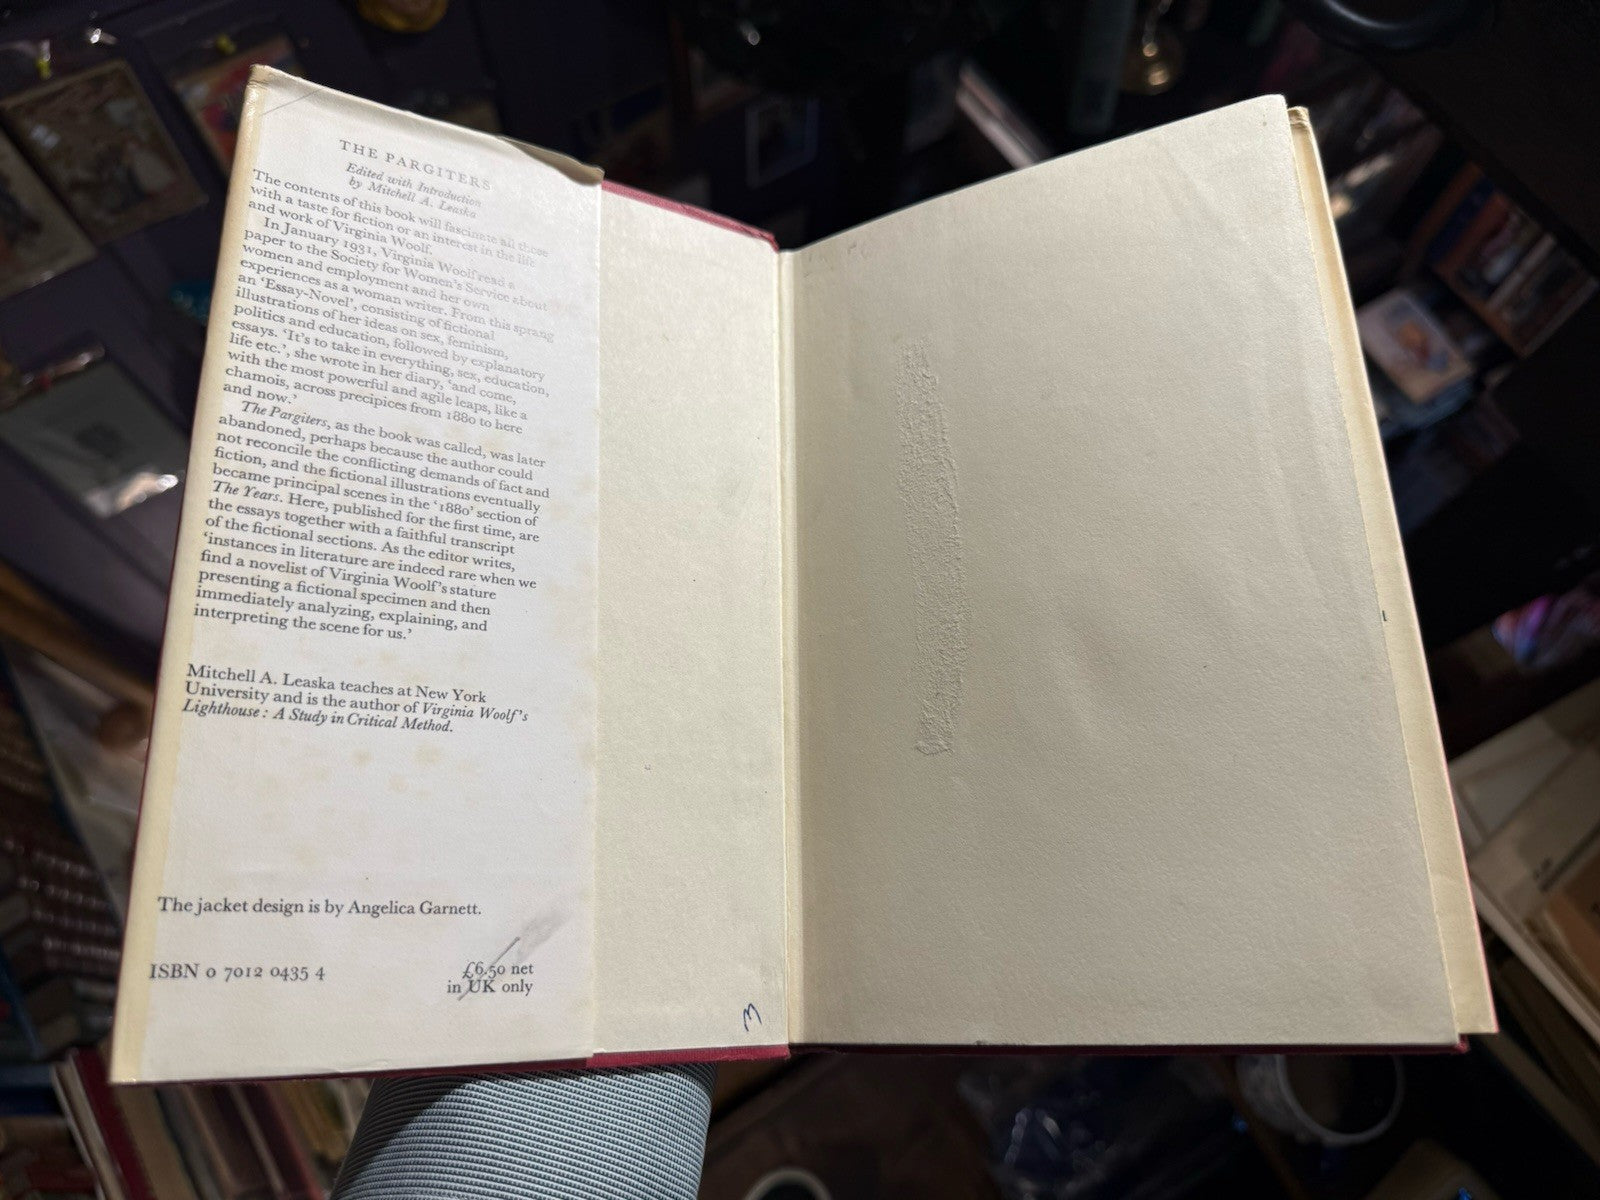 THE PARGITERS
Edited with Introduction
by Mitchell A. Leaska
The contents of this book will fascinate all those
with a taste for fiction or an interest in the life
and work of Virginia Woolf.
In January 1931, Virginia Woolf read a
paper to the Society for Women's Service about
women and employment and her own
experiences as a woman writer. From this sprang
an 'Essay-Novel', consisting of fictional
illustrations of her ideas on sex, feminism,
politics and education, followed by explanatory
essays. 'It's to take in everything, sex, education,
life etc.', she wrote in her diary, 'and come,
with the most powerful and agile leaps, like a
chamois, across precipices from 1880 to here
and now.'
The Pargiters, as the book was called, was later
abandoned, perhaps because the author could
not reconcile the conflicting demands of fact and
fiction, and the fictional illustrations eventually
became principal scenes in the '1880' section of
The Years. Here, published for the first time, are
the essays together with a faithful transcript
of the fictional sections. As the editor writes,
'instances in literature are indeed rare when we
find a novelist of Virginia Woolf's stature
presenting a fictional specimen and then
immediately analyzing, explaining, and
interpreting the scene for us.'
Mitchell A. Leaska teaches at New York
University and is the author of Virginia Woolf's
Lighthouse: A Study in Critical Method.
The jacket design is by Angelica Garnett.
ISBN 0 7012 0435 4
£6.50 net
in UK only